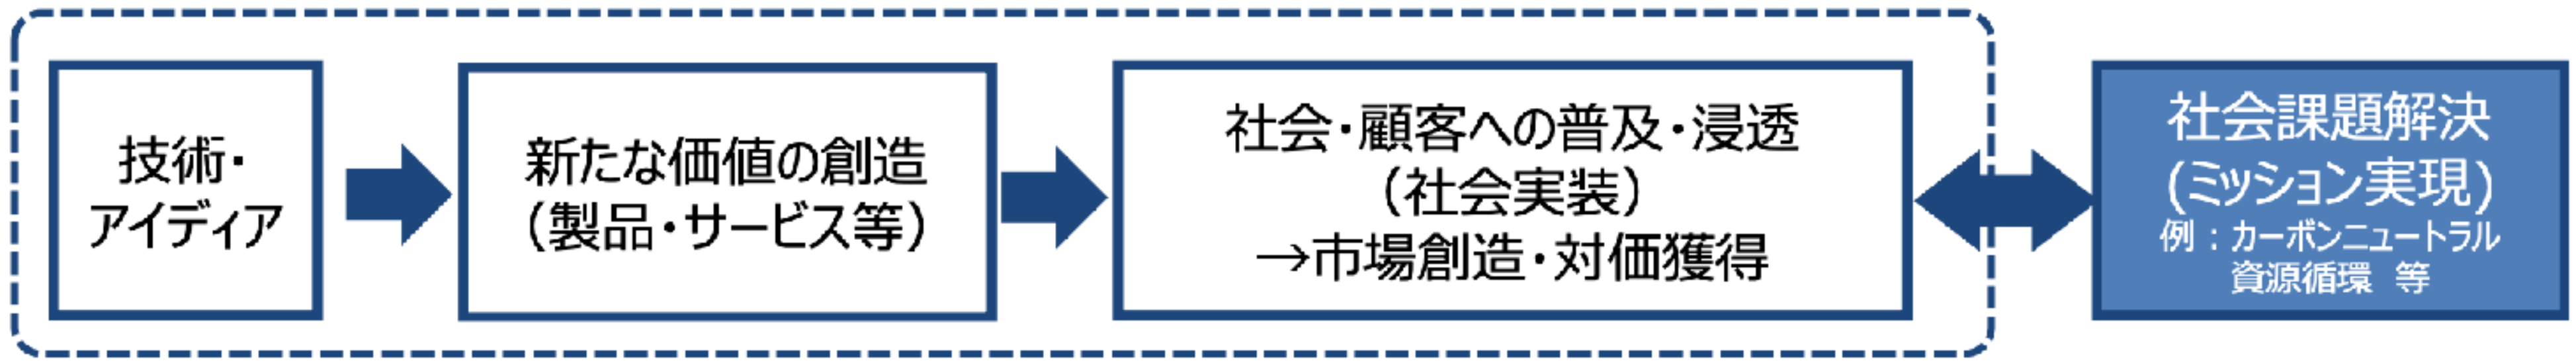 技術・
アイディア
新たな価値の創造
（製品・サービス等）
社会・顧客への普及・浸透
（社会実装）
→市場創造・対価獲得
社会課題解決
(ミッション実現)
例：カーボンニュートラル
資源循環　等